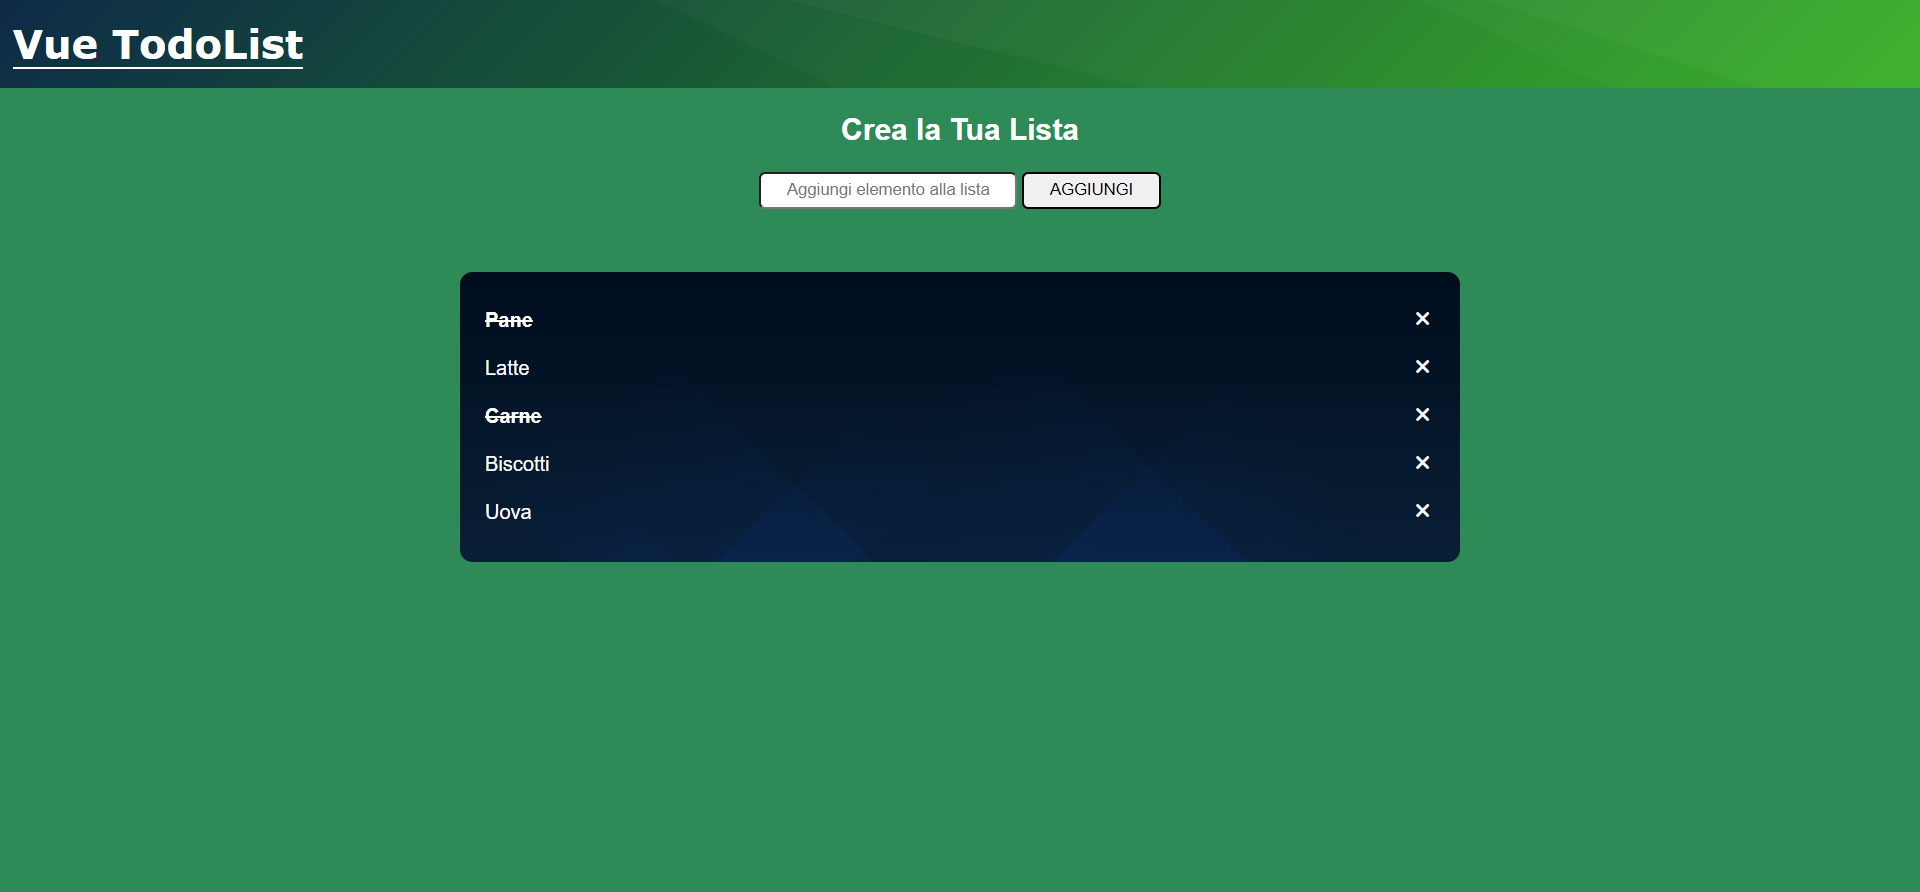 Vue TodoList
Crea la Tua Lista
Aggiungi elemento alla lista AGGIUNGI
Pane
Latte
Carne
Biscotti
Uova